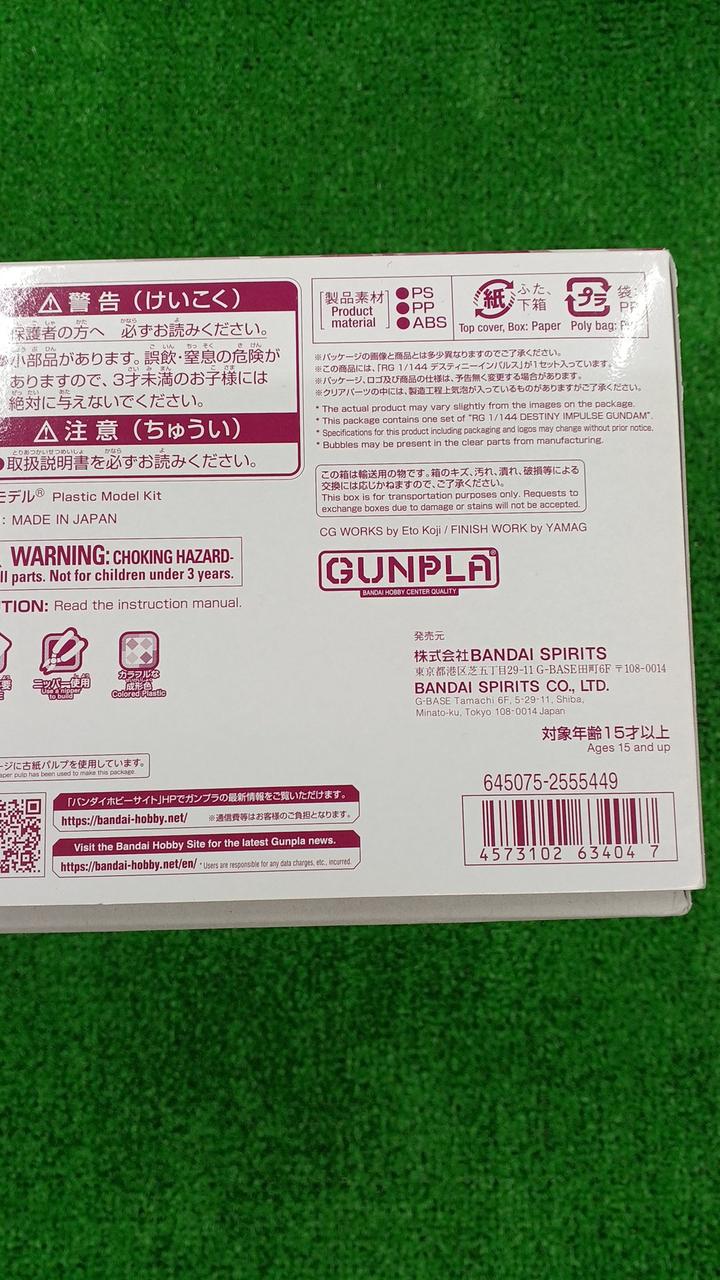 警告（けいこく）
保護者の方へ 必ずお読みください。
小部品があります。誤飲・窒息の危険が
ありますので、3才未満のお子様には
絶対に与えないでください。
注意（ちゅうい）
●取扱説明書を必ずお読みください。
モデル® Plastic Model Kit
: MADE IN JAPAN
WARNING: CHOKING HAZARD-
ll parts. Not for children under 3 years.
TION: Read the instruction manual.
ニッパー使用
Use a nipper
to build
カラフルな
成形色
Colored Plastic
ージに古紙パルプを使用しています。
aper pulp has been used to make this package.
「バンダイホビーサイト」HPでガンプラの最新情報をご覧いただけます。
https://bandai-hobby.net/ ※通信費等はお客様のご負担となります。
Visit the Bandai Hobby Site for the latest Gunpla news.
https://bandai-hobby.net/en/ * Users are responsible for any data charges, etc., incurred.
製品素材
Product
material
●PS
●PP
●ABS
紙
ふた、
下箱
Top cover, Box: Paper
プラ
袋:
PP
Poly bag:
※パッケージの画像と商品とは多少異なりますのでご了承ください。
※この商品には、「RG 1/144 デスティニーインパルス」が1セット入っています。
※パッケージ、ロゴ及び商品の仕様は、予告無く変更する場合があります。
※クリアパーツの中には、製造工程上気泡が入っているものがありますがご了承ください。
* The actual product may vary slightly from the images on the package.
* This package contains one set of "RG 1/144 DESTINY IMPULSE GUNDAM".
* Specifications for this product including packaging and logos may change without prior notice.
* Bubbles may be present in the clear parts from manufacturing.
この箱は輸送用の物です。箱のキズ、汚れ、潰れ、破損等による
交換には応じかねますので、ご了承ください。
This box is for transportation purposes only. Requests to
exchange boxes due to damage or stains will not be accepted.
CG WORKS by Eto Koji / FINISH WORK by YAMAG
GUNPLA®
BANDAI HOBBY CENTER QUALITY
発売元
株式会社BANDAI SPIRITS
東京都港区芝五丁目29-11 G-BASE田町6F 〒108-0014
BANDAI SPIRITS CO., LTD.
G-BASE Tamachi 6F, 5-29-11, Shiba,
Minato-ku, Tokyo 108-0014 Japan
対象年齢15才以上
Ages 15 and up
645075-2555449
4573102 63404 7